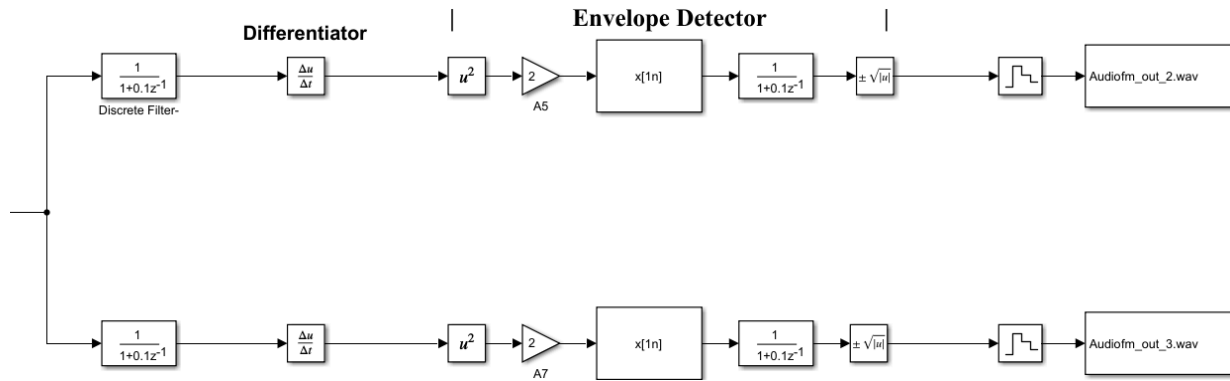 Envelope Detector
Differentiator
1
1+0.1z⁻¹
Discrete Filter-
Δu
Δt
u²
2
A5
x[1n]
1
1+0.1z⁻¹
± √|u|
Audiofm_out_2.wav
1
1+0.1z⁻¹
Δu
Δt
u²
2
A7
x[1n]
1
1+0.1z⁻¹
± √|u|
Audiofm_out_3.wav